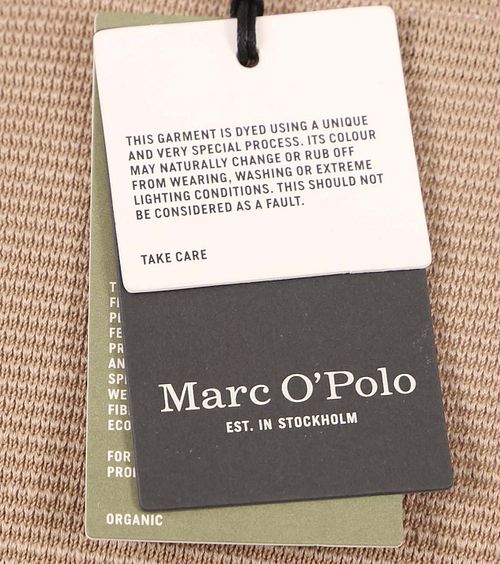 THIS GARMENT IS DYED USING A UNIQUE
AND VERY SPECIAL PROCESS. ITS COLOUR
MAY NATURALLY CHANGE OR RUB OFF
FROM WEARING, WASHING OR EXTREME
LIGHTING CONDITIONS. THIS SHOULD NOT
BE CONSIDERED AS A FAULT.
TAKE CARE
Marc O'Polo
EST. IN STOCKHOLM
FOR
ORGANIC